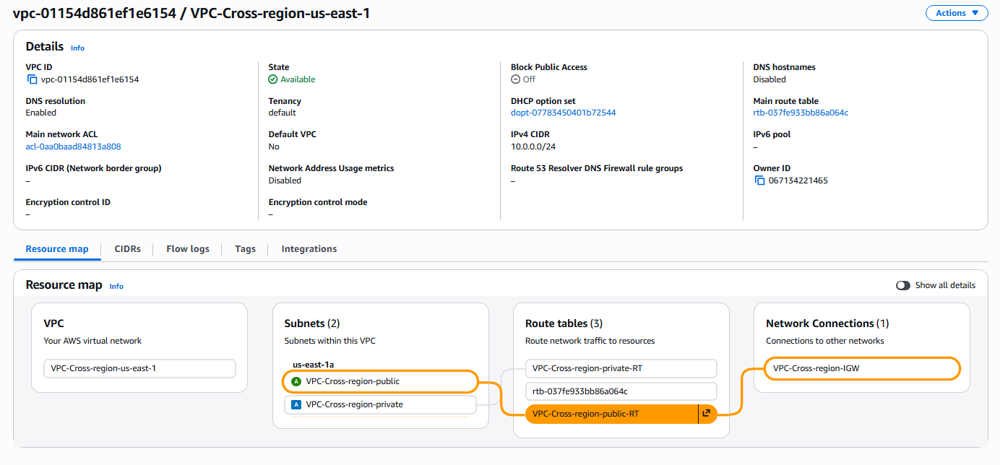 vpc-01154d861ef1e6154 / VPC-Cross-region-us-east-1
Actions
Details Info
VPC ID
vpc-01154d861ef1e6154
State
Available
Block Public Access
Off
DNS hostnames
Disabled
DNS resolution
Enabled
Tenancy
default
DHCP option set
dopt-07783450401b72544
Main route table
rtb-037fe933bb86a064c
Main network ACL
acl-0aa0baad84813a808
Default VPC
No
IPv4 CIDR
10.0.0.0/24
IPv6 pool
–
IPv6 CIDR (Network border group)
–
Network Address Usage metrics
Disabled
Route 53 Resolver DNS Firewall rule groups
–
Owner ID
067134221465
Encryption control ID
–
Encryption control mode
–
Resource map
CIDRs
Flow logs
Tags
Integrations
Resource map Info
Show all details
VPC
Your AWS virtual network
VPC-Cross-region-us-east-1
Subnets (2)
Subnets within this VPC
us-east-1a
A VPC-Cross-region-public
A VPC-Cross-region-private
Route tables (3)
Route network traffic to resources
VPC-Cross-region-private-RT
rtb-037fe933bb86a064c
VPC-Cross-region-public-RT
Network Connections (1)
Connections to other networks
VPC-Cross-region-IGW